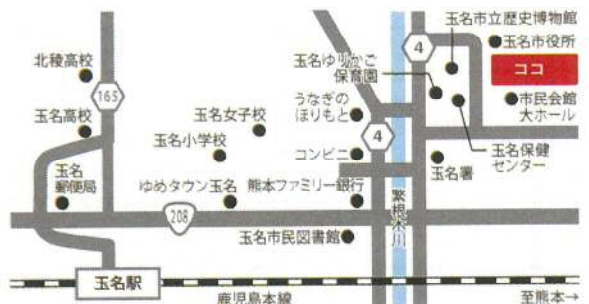 玉名市立歴史博物館
4
玉名市役所
北稜高校
玉名ゆりかご
保育園
ココ
165
うなぎの
ほりもと
市民会館
大ホール
玉名高校
玉名女子校
4
玉名小学校
コンビニ
玉名署
玉名保健
センター
玉名
郵便局
ゆめタウン玉名
熊本ファミリー銀行
繁根木川
208
玉名市民図書館
玉名駅
鹿児島本線
至熊本→